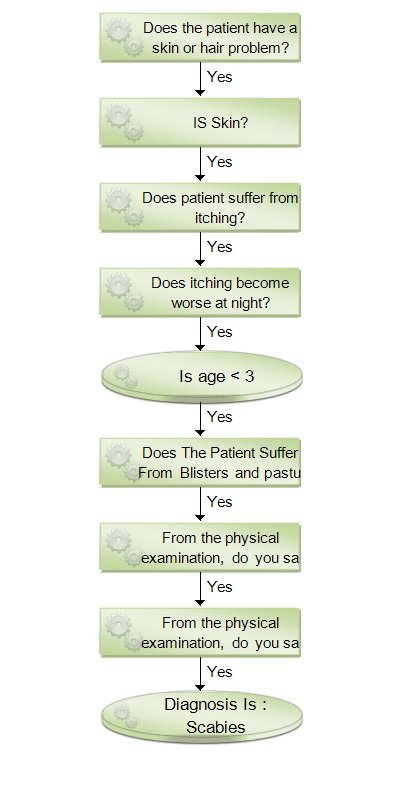 Does the patient have a
skin or hair problem?
Yes
IS Skin?
Yes
Does patient suffer from
itching?
Yes
Does itching become
worse at night?
Yes
Is age < 3
Yes
Does The Patient Suffer
From Blisters and pastu
Yes
From the physical
examination, do you sa
Yes
From the physical
examination, do you sa
Yes
Diagnosis Is :
Scabies